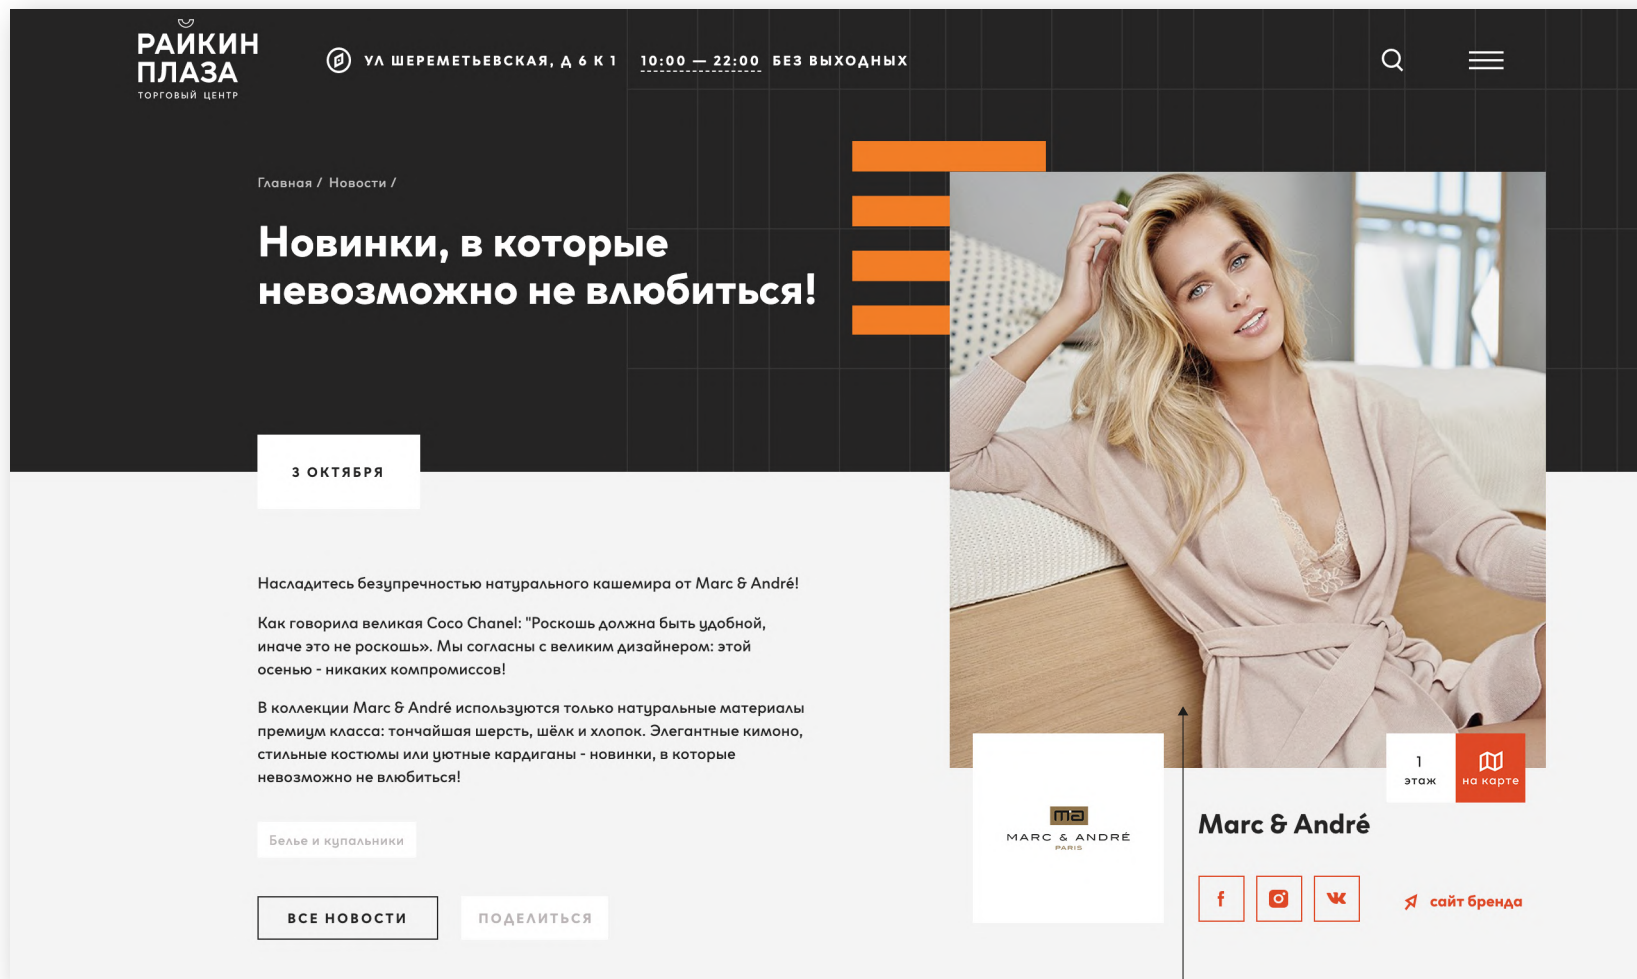 РАЙКИН
ПЛАЗА
ТОРГОВЫЙ ЦЕНТР
УЛ ШЕРЕМЕТЬЕВСКАЯ, Д 6 К 1 10:00 — 22:00 БЕЗ ВЫХОДНЫХ
Главная / Новости /
Новинки, в которые
невозможно не влюбиться!
3 ОКТЯБРЯ
Насладитесь безупречностью натурального кашемира от Marc & André!
Как говорила великая Coco Chanel: "Роскошь должна быть удобной,
иначе это не роскошь». Мы согласны с великим дизайнером: этой
осенью - никаких компромиссов!
В коллекции Marc & André используются только натуральные материалы
премиум класса: тончайшая шерсть, шёлк и хлопок. Элегантные кимоно,
стильные костюмы или уютные кардиганы - новинки, в которые
невозможно не влюбиться!
Белье и купальники
ВСЕ НОВОСТИ ПОДЕЛИТЬСЯ
ma
MARC & ANDRÉ
PARIS
1
этаж
на карте
Marc & André
сайт бренда